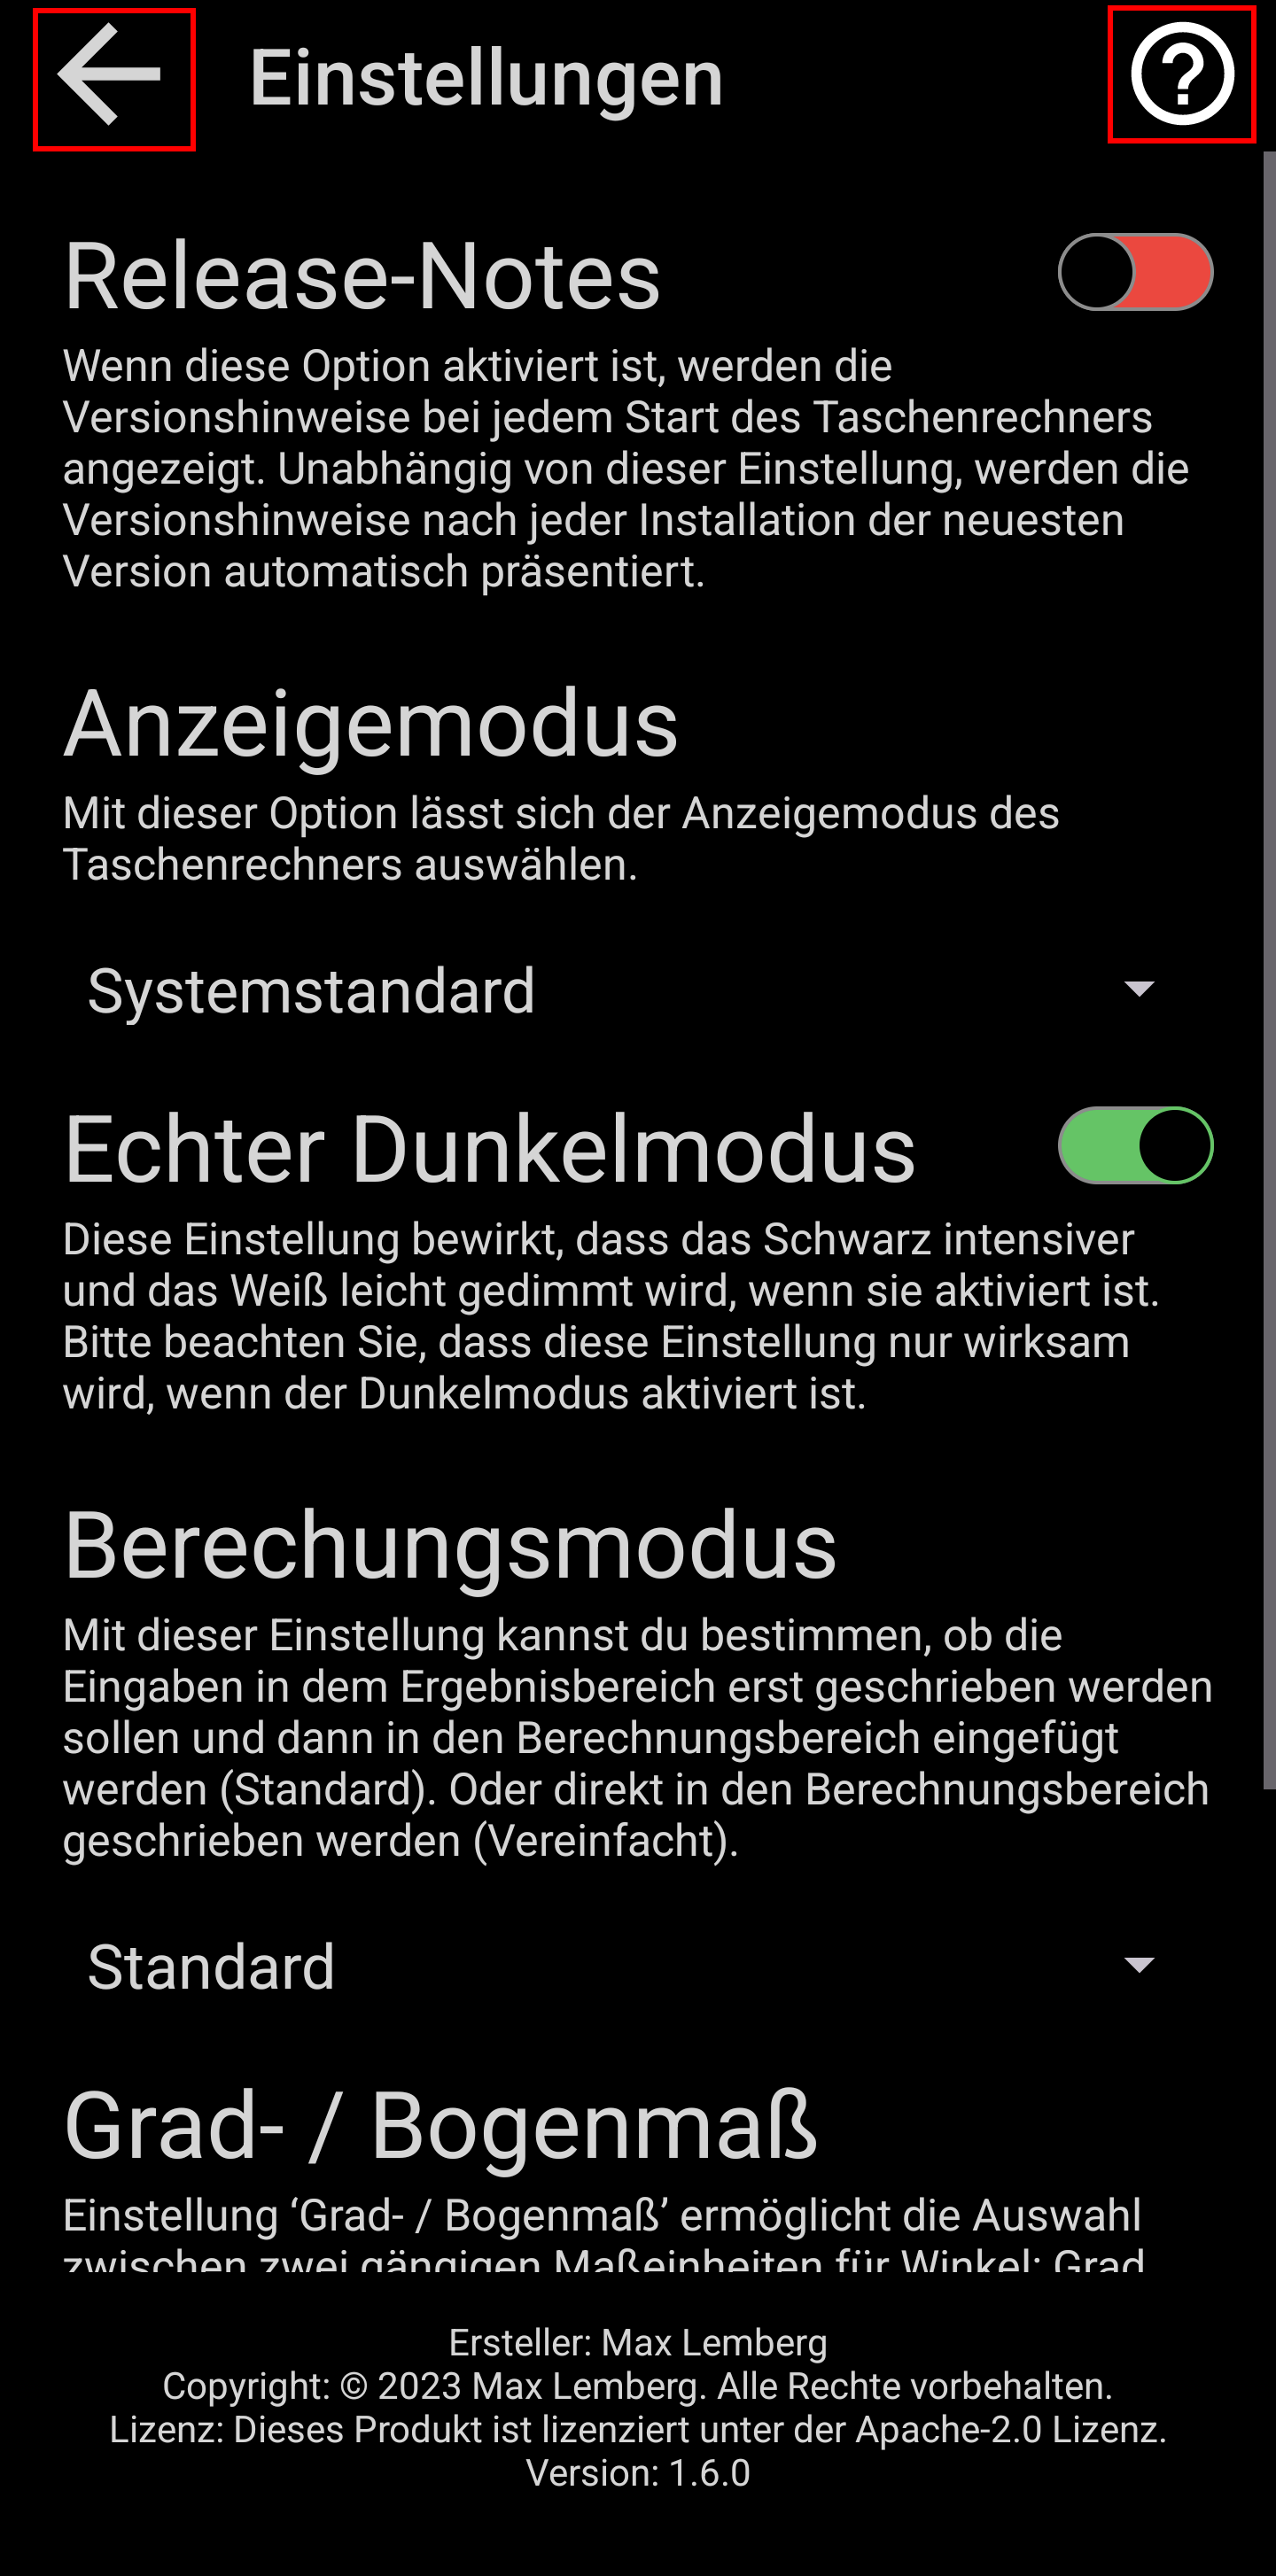 Einstellungen
Release-Notes
Wenn diese Option aktiviert ist, werden die
Versionshinweise bei jedem Start des Taschenrechners
angezeigt. Unabhängig von dieser Einstellung, werden die
Versionshinweise nach jeder Installation der neuesten
Version automatisch präsentiert.
Anzeigemodus
Mit dieser Option lässt sich der Anzeigemodus des
Taschenrechners auswählen.
Systemstandard
Echter Dunkelmodus
Diese Einstellung bewirkt, dass das Schwarz intensiver
und das Weiß leicht gedimmt wird, wenn sie aktiviert ist.
Bitte beachten Sie, dass diese Einstellung nur wirksam
wird, wenn der Dunkelmodus aktiviert ist.
Berechungsmodus
Mit dieser Einstellung kannst du bestimmen, ob die
Eingaben in dem Ergebnisbereich erst geschrieben werden
sollen und dann in den Berechnungsbereich eingefügt
werden (Standard). Oder direkt in den Berechnungsbereich
geschrieben werden (Vereinfacht).
Standard
Grad- / Bogenmaß
Einstellung ‘Grad- / Bogenmaß’ ermöglicht die Auswahl
zwischen zwei gängigen Maßeinheiten für Winkel: Grad
Ersteller: Max Lemberg
Copyright: © 2023 Max Lemberg. Alle Rechte vorbehalten.
Lizenz: Dieses Produkt ist lizenziert unter der Apache-2.0 Lizenz.
Version: 1.6.0